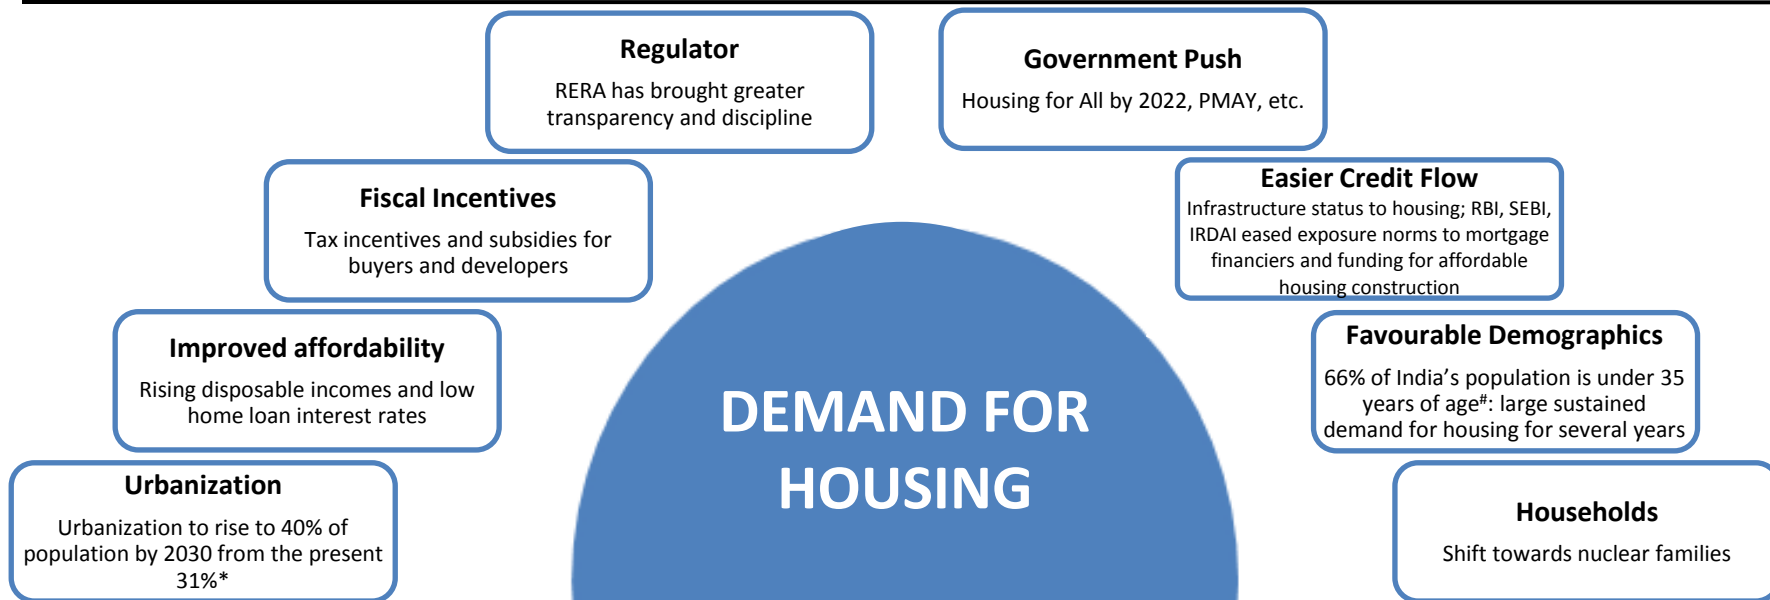 Regulator
RERA has brought greater
transparency and discipline
Government Push
Housing for All by 2022, PMAY, etc.
Fiscal Incentives
Tax incentives and subsidies for
buyers and developers
Easier Credit Flow
Infrastructure status to housing; RBI, SEBI,
IRDAI eased exposure norms to mortgage
financiers and funding for affordable
housing construction
Improved affordability
Rising disposable incomes and low
home loan interest rates
Favourable Demographics
66% of India’s population is under 35
years of age#: large sustained
demand for housing for several years
DEMAND FOR
HOUSING
Urbanization
Urbanization to rise to 40% of
population by 2030 from the present
31%*
Households
Shift towards nuclear families